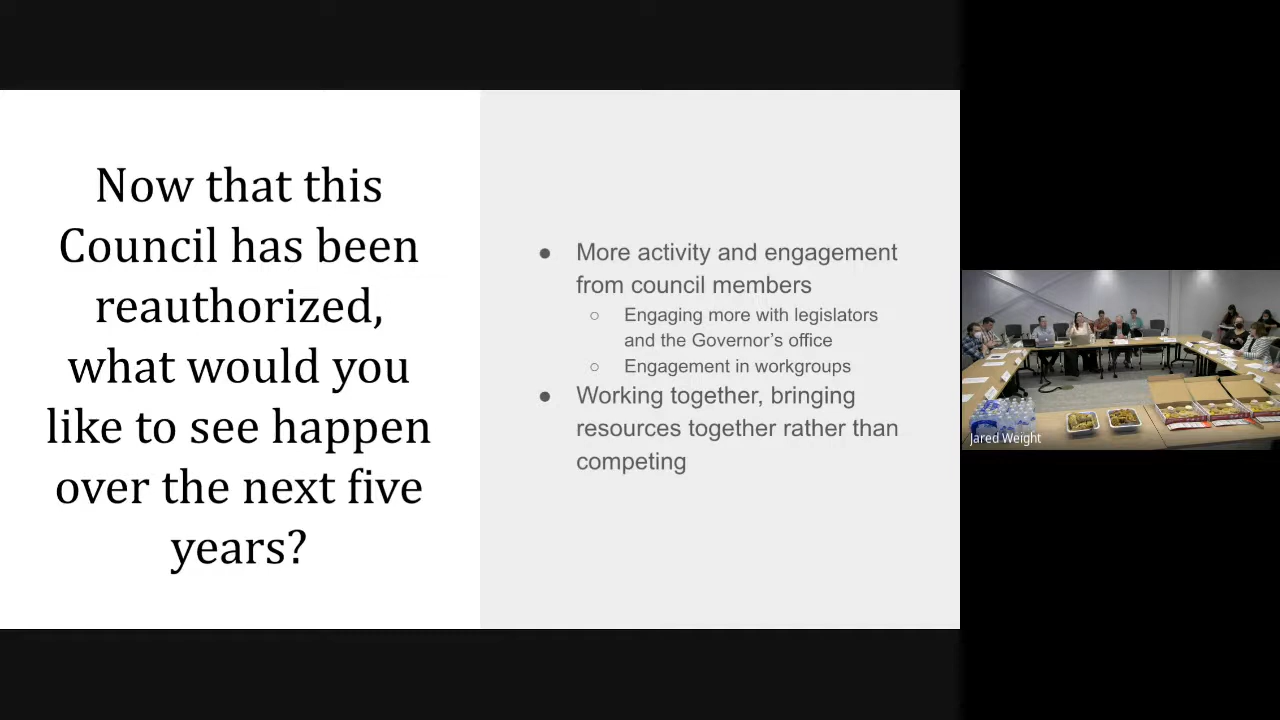 Now that this
Council has been
reauthorized,
what would you
like to see happen
over the next five
years?
● More activity and engagement
from council members
○ Engaging more with legislators
and the Governor’s office
○ Engagement in workgroups
● Working together, bringing
resources together rather than
competing
Jared Weight